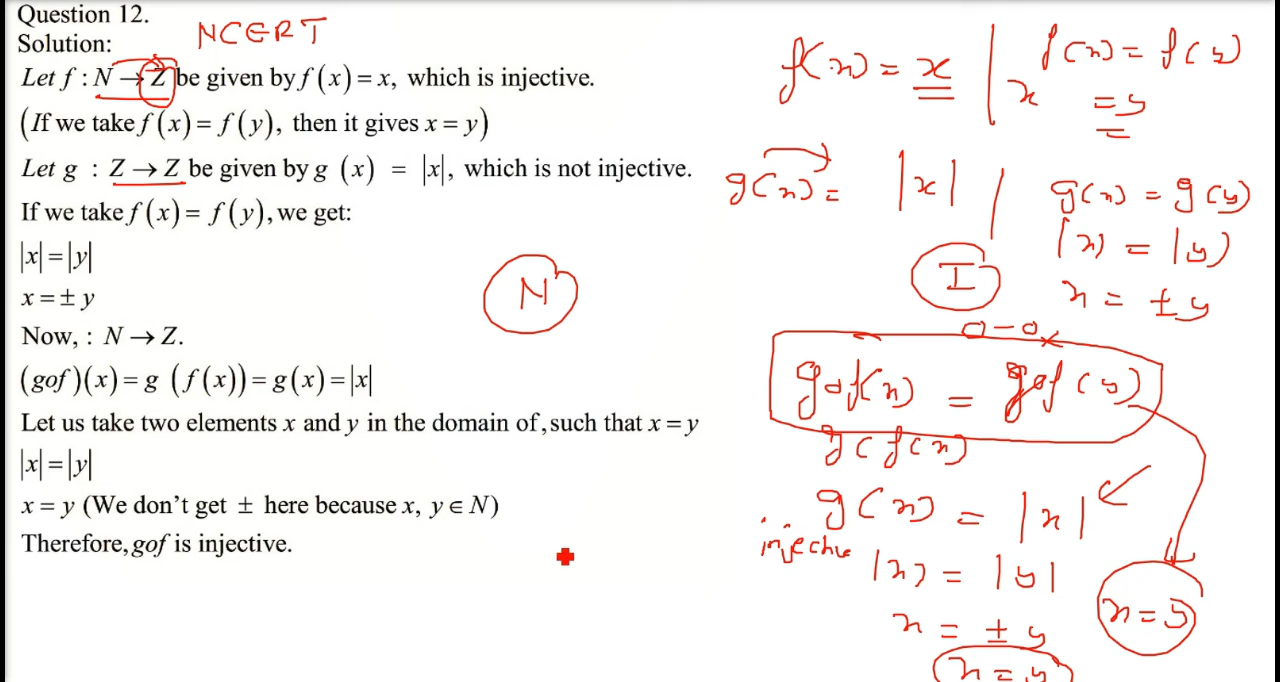 Question 12.
NCERT
Solution:
Let f : N → Z be given by f(x) = x, which is injective.
(If we take f(x) = f(y), then it gives x = y)
Let g : Z → Z be given by g (x) = |x|, which is not injective.
If we take f(x) = f(y), we get:
|x| = |y|
x = ± y
Now, : N → Z.
(gof)(x) = g (f(x)) = g(x) = |x|
Let us take two elements x and y in the domain of, such that x = y
|x| = |y|
x = y (We don't get ± here because x, y ∈ N)
Therefore, gof is injective.
N
f(x) = x
f(x) = f(y)
x = y
g(x) = |x|
g(x) = g(y)
|x| = |y|
x = ± y
I
o-o
gof(x) = gof(y)
g(f(x)
g(x) = |x|
injective
|x| = |y|
x = ± y
x = y
x = y